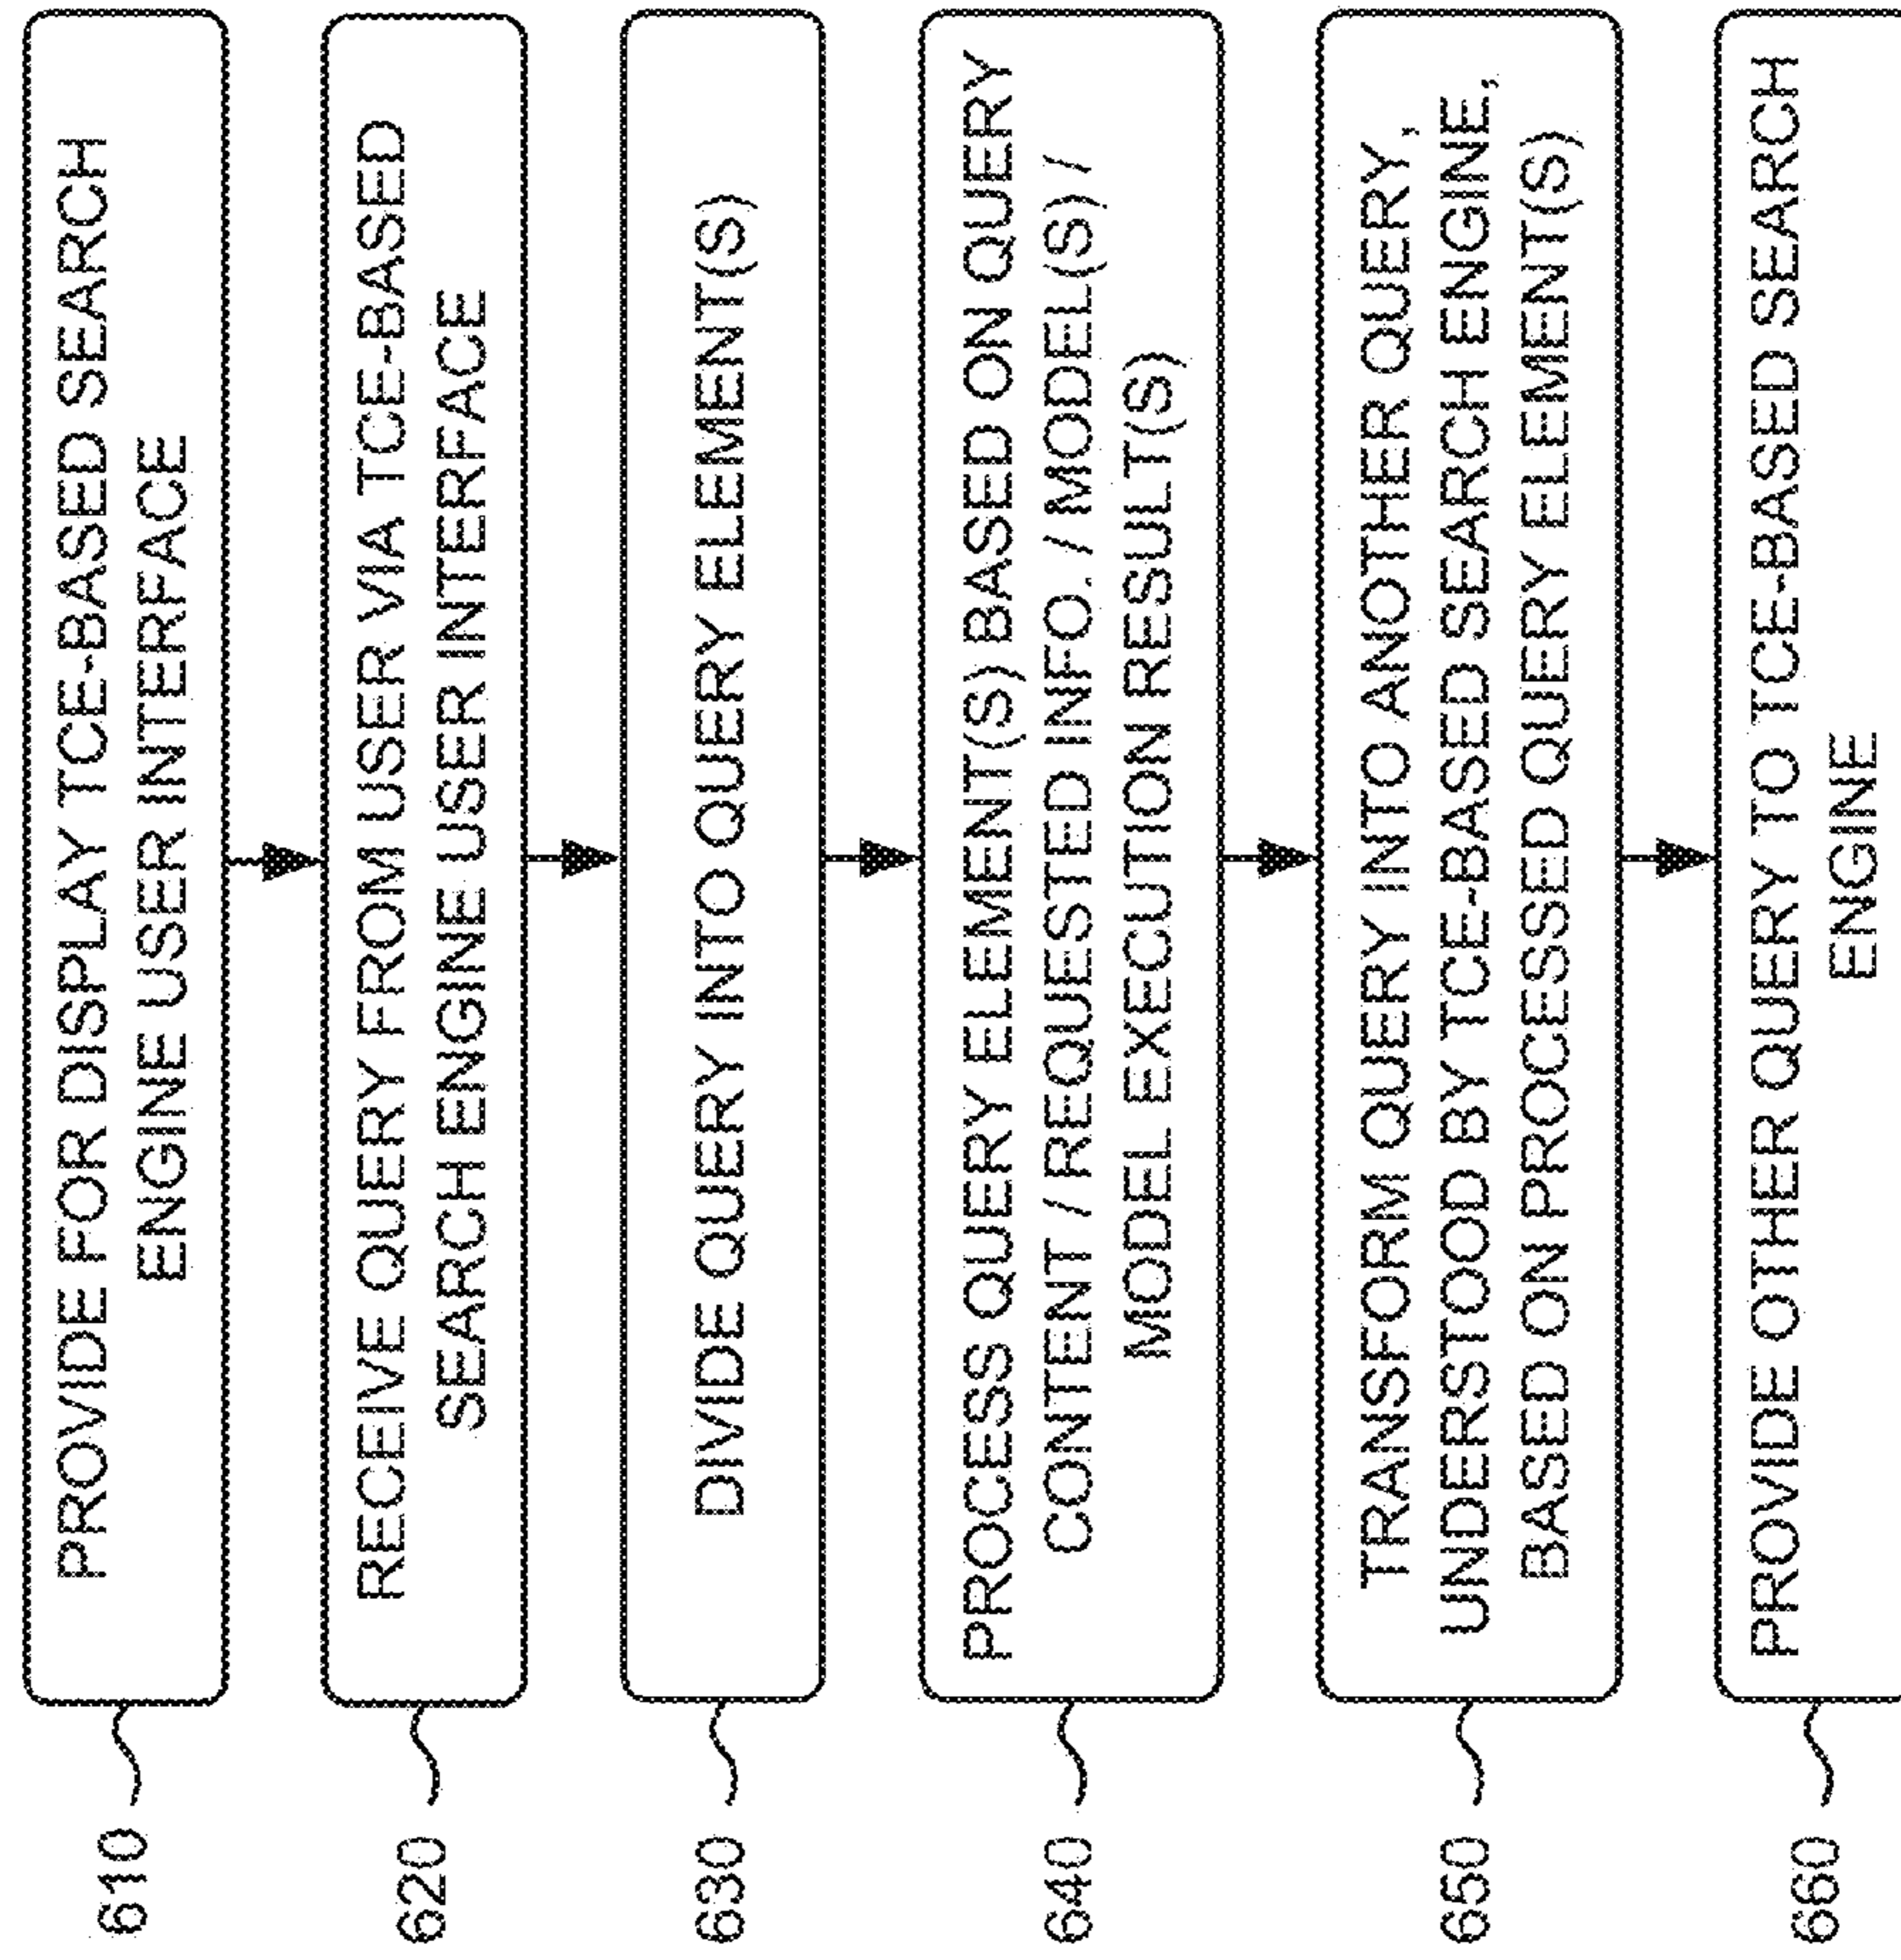 610
PROVIDE FOR DISPLAY TCE-BASED SEARCH
ENGINE USER INTERFACE
620
RECEIVE QUERY FROM USER VIA TCE-BASED
SEARCH ENGINE USER INTERFACE
630
DIVIDE QUERY INTO QUERY ELEMENT(S)
640
PROCESS QUERY ELEMENT(S) BASED ON QUERY
CONTENT / REQUESTED INFO. / MODEL(S) /
MODEL EXECUTION RESULT(S)
650
TRANSFORM QUERY INTO ANOTHER QUERY,
UNDERSTOOD BY TCE-BASED SEARCH ENGINE,
BASED ON PROCESSED QUERY ELEMENT(S)
660
PROVIDE OTHER QUERY TO TCE-BASED SEARCH
ENGINE